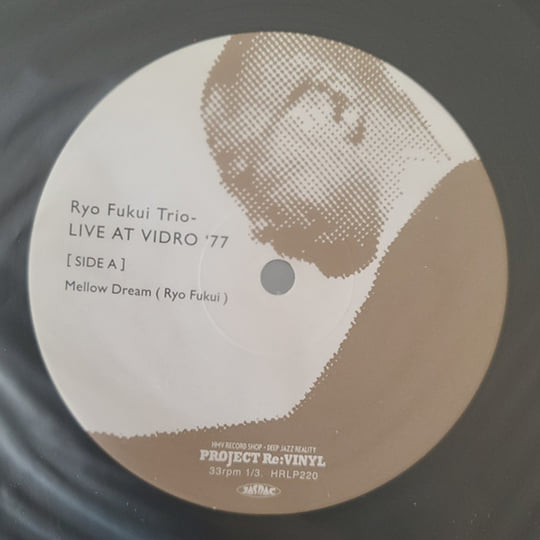 Ryo Fukui Trio-
LIVE AT VIDRO '77
[ SIDE A ]
Mellow Dream ( Ryo Fukui )
HMV RECORD SHOP - DEEP JAZZ REALITY
PROJECT Re:VINYL
33rpm 1/3. HRLP220
JASRAC